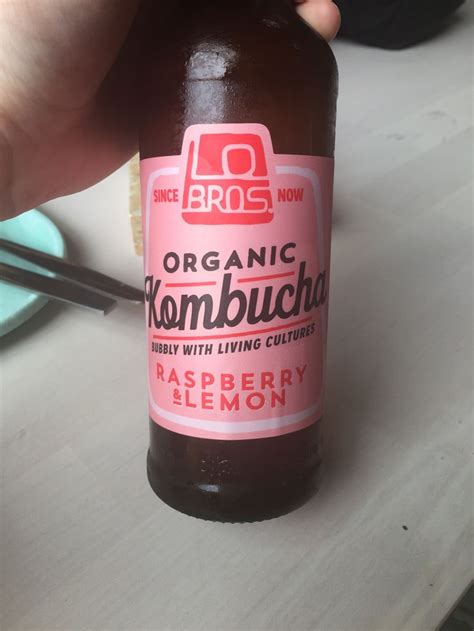 LO
SINCE BROS. NOW
ORGANIC
Kombucha
BUBBLY WITH LIVING CULTURES
RASPBERRY
& LEMON